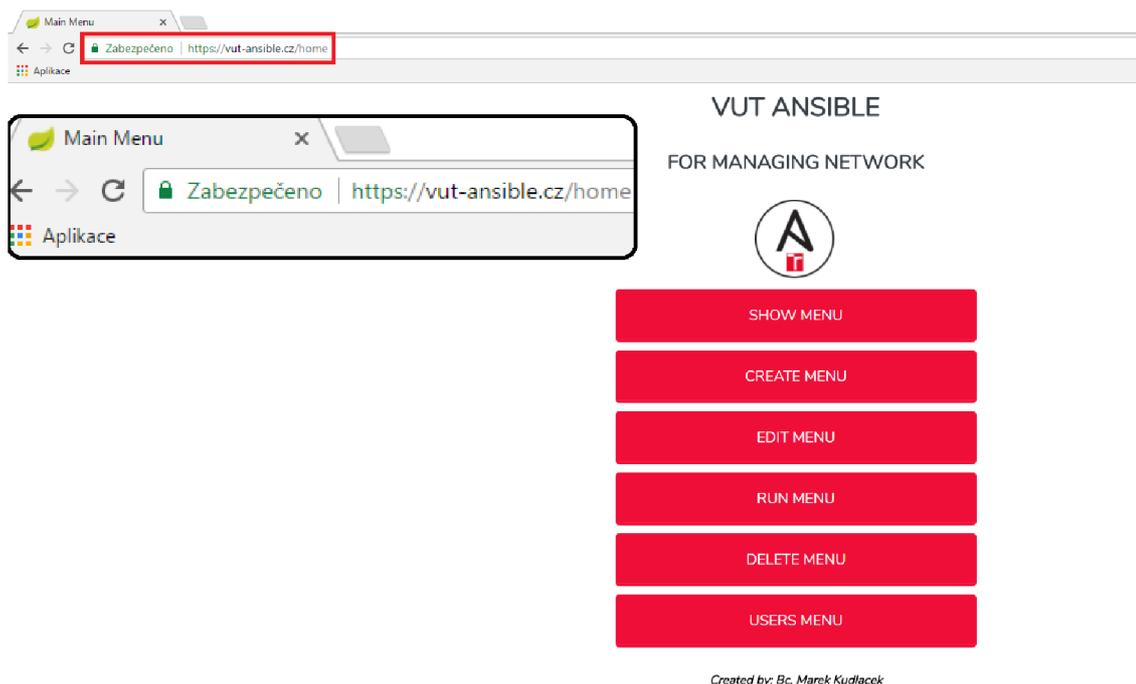 Main Menu
Zabezpečeno | https://vut-ansible.cz/home
Aplikace
Main Menu
Zabezpečeno | https://vut-ansible.cz/home
Aplikace
VUT ANSIBLE
FOR MANAGING NETWORK
SHOW MENU
CREATE MENU
EDIT MENU
RUN MENU
DELETE MENU
USERS MENU
Created by: Bc. Marek Kudlacek